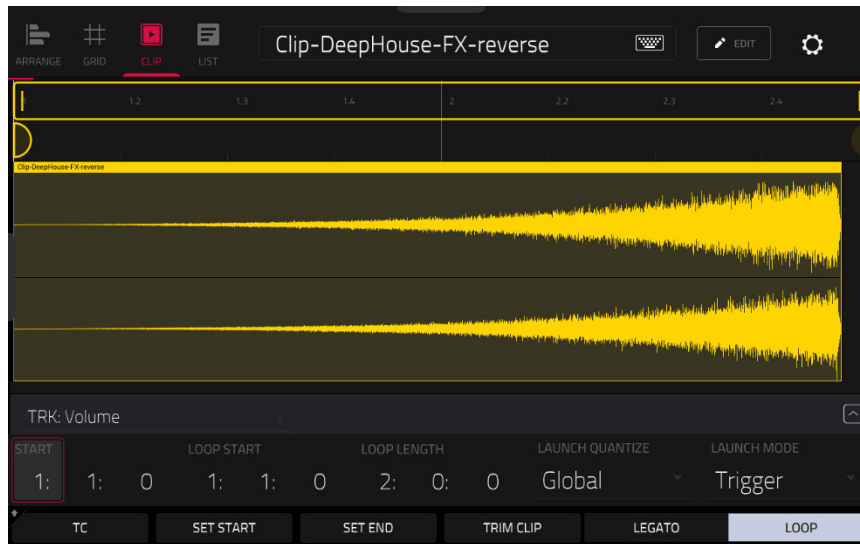 Clip-DeepHouse-FX-reverse EDIT
ARRANGE GRID CLIP LIST
1.2 1.3 1.4 2 2.2 2.3 2.4
Clip-DeepHouse-FX-reverse
TRK: Volume
START LOOP START LOOP LENGTH LAUNCH QUANTIZE LAUNCH MODE
1: 1: 0 1: 1: 0 2: 0: 0 Global Trigger
TC SET START SET END TRIM CLIP LEGATO LOOP